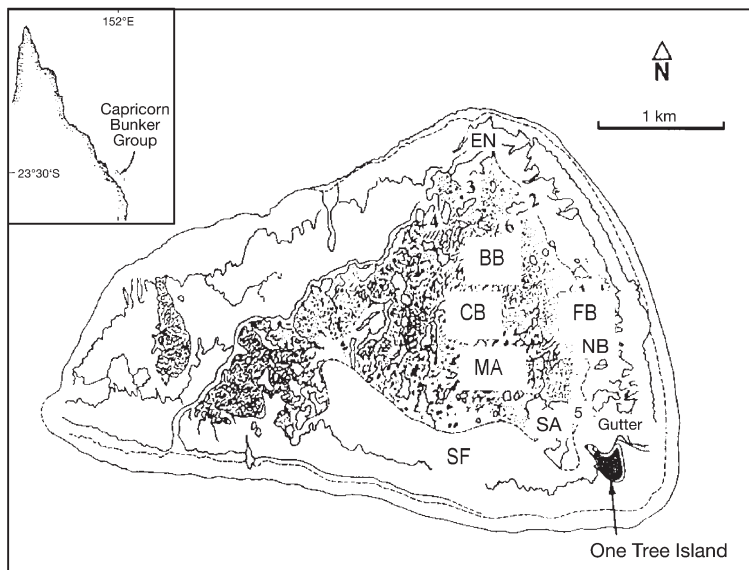 152°E
Capricorn
Bunker
Group
23°30'S
N
1 km
EN
3
2
4
6
BB
1
CB
FB
NB
MA
5
SA
Gutter
SF
One Tree Island